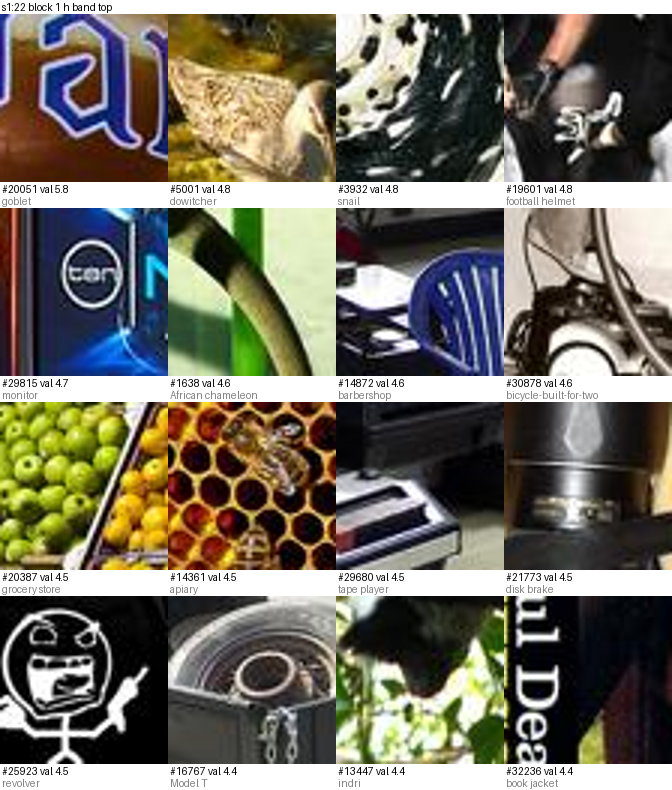 s1:22 block 1 h band top
#20051 val 5.8
goblet
#5001 val 4.8
dowitcher
#3932 val 4.8
snail
#19601 val 4.8
football helmet
tan
#29815 val 4.7
monitor
#1638 val 4.6
African chameleon
#14872 val 4.6
barbershop
#30878 val 4.6
bicycle-built-for-two
#20387 val 4.5
grocery store
#14361 val 4.5
apiary
#29680 val 4.5
tape player
#21773 val 4.5
disk brake
ul Dea
#25923 val 4.5
revolver
#16767 val 4.4
Model T
#13447 val 4.4
indri
#32236 val 4.4
book jacket